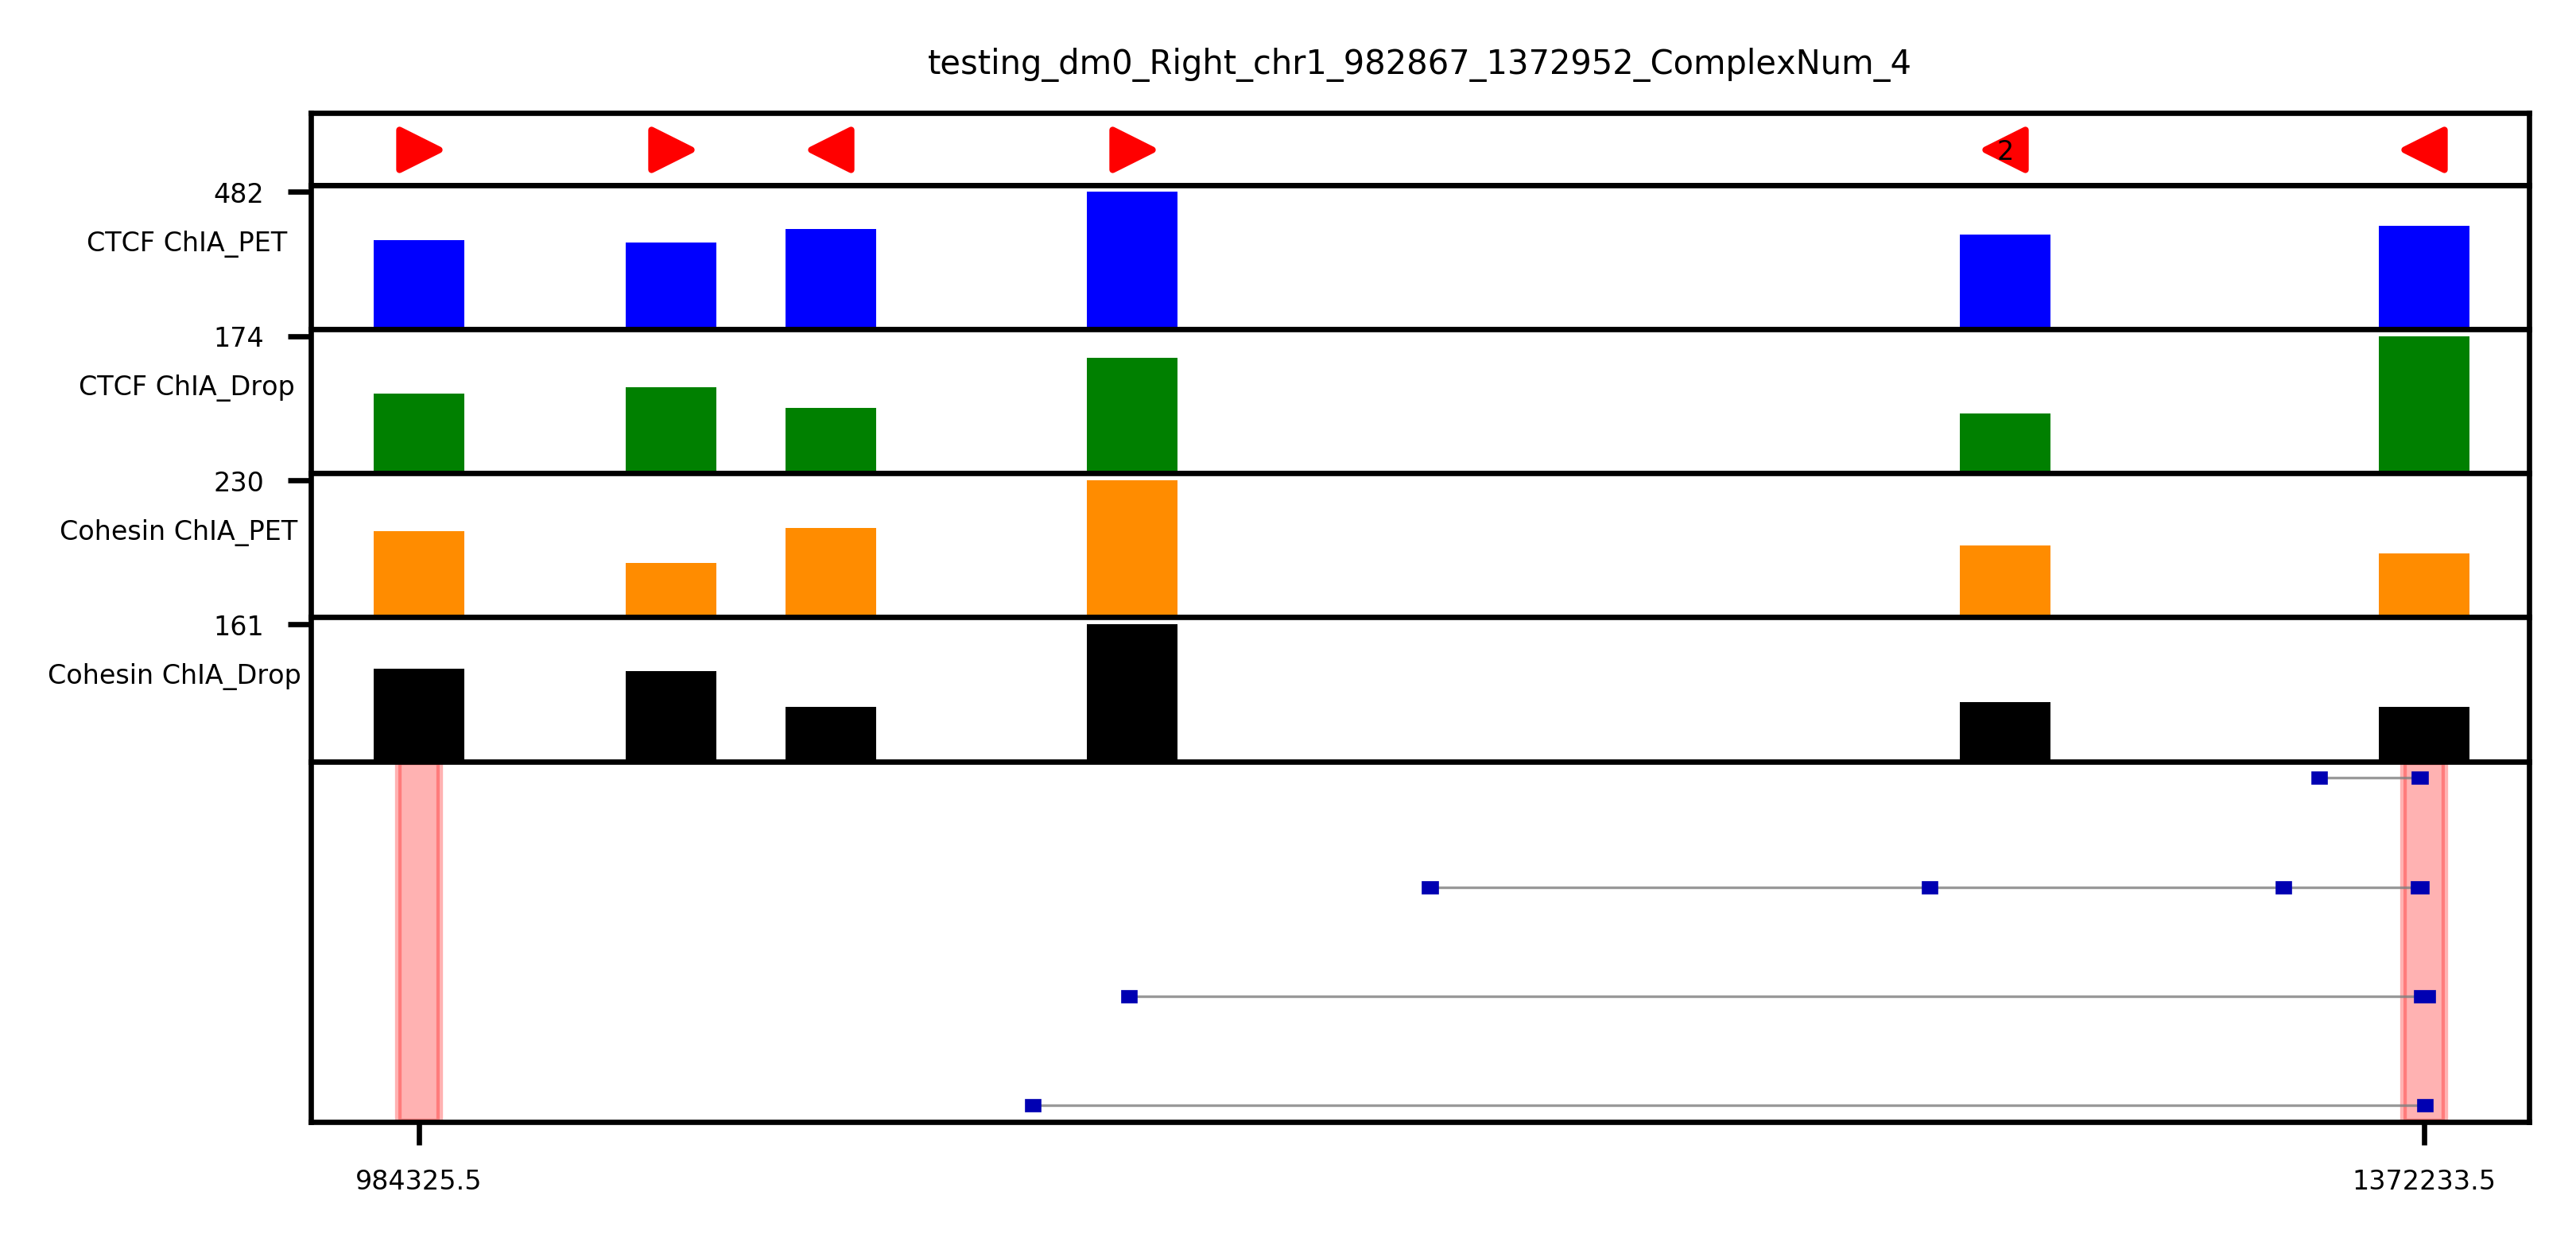 testing_dm0_Right_chr1_982867_1372952_ComplexNum_4
2
482
CTCF ChIA_PET
174
CTCF ChIA_Drop
230
Cohesin ChIA_PET
161
Cohesin ChIA_Drop
984325.5
1372233.5